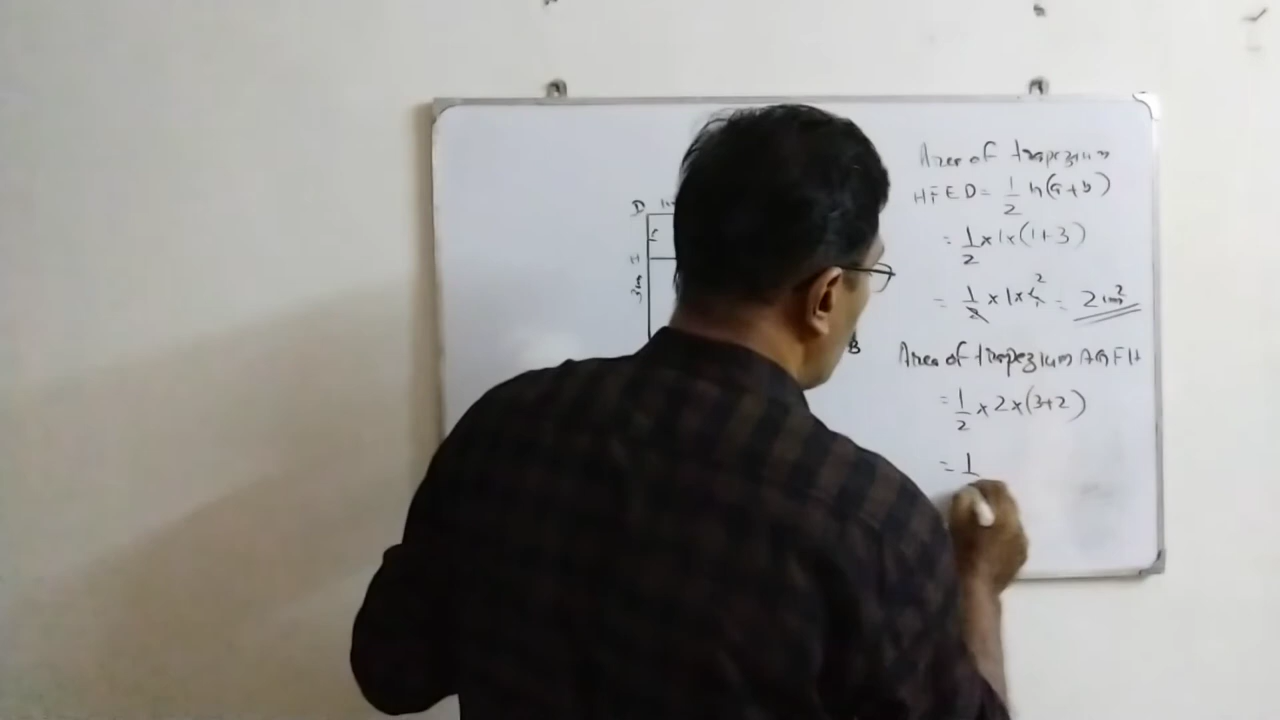 D
H
3m
B
Area of trapezium
HFED = 1/2 h(a+b)
= 1/2 x 1 x (1+3)
= 1/2 x 1 x 4 2 = 2 cm²
Area of trapezium AGFH
= 1/2 x 2 x (3+2)
= 1